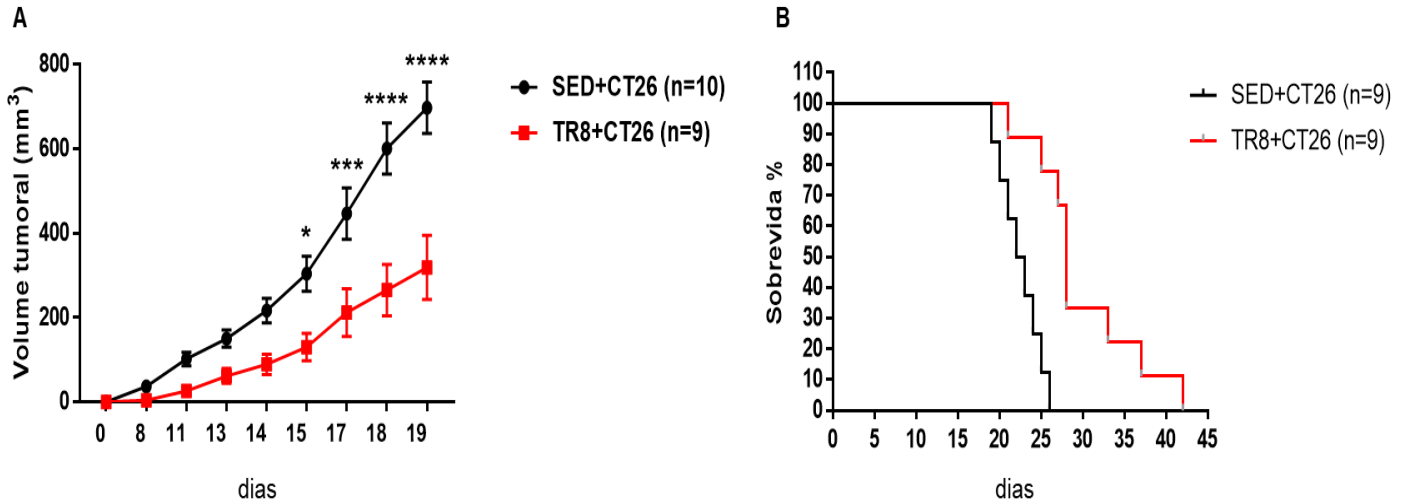 A
Volume tumoral (mm³)
800
600
400
200
0
*
***
****
****
0 8 11 13 14 15 17 18 19
dias
SED+CT26 (n=10)
TR8+CT26 (n=9)
B
Sobrevida %
110
100
90
80
70
60
50
40
30
20
10
0
0 5 10 15 20 25 30 35 40 45
dias
SED+CT26 (n=9)
TR8+CT26 (n=9)